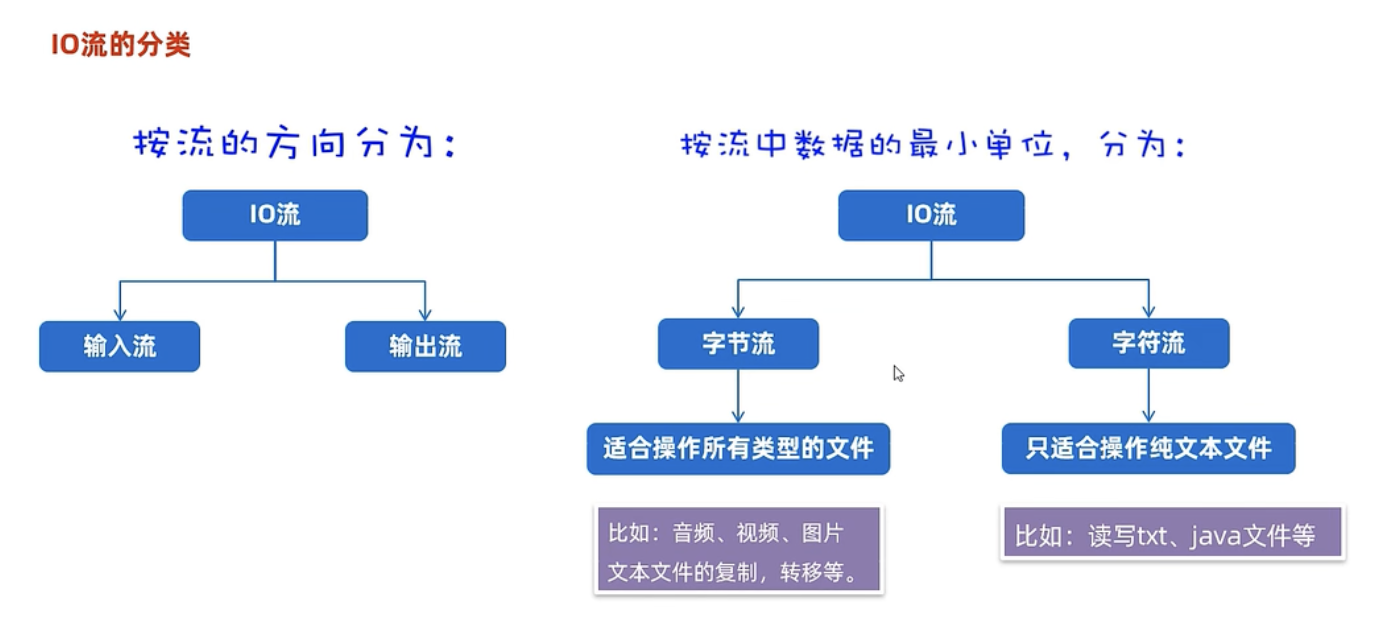 IO流的分类
按流的方向分为：
IO流
输入流
输出流
按流中数据的最小单位，分为：
IO流
字节流
字符流
适合操作所有类型的文件
只适合操作纯文本文件
比如：音频、视频、图片
文本文件的复制，转移等。
比如：读写txt、java文件等